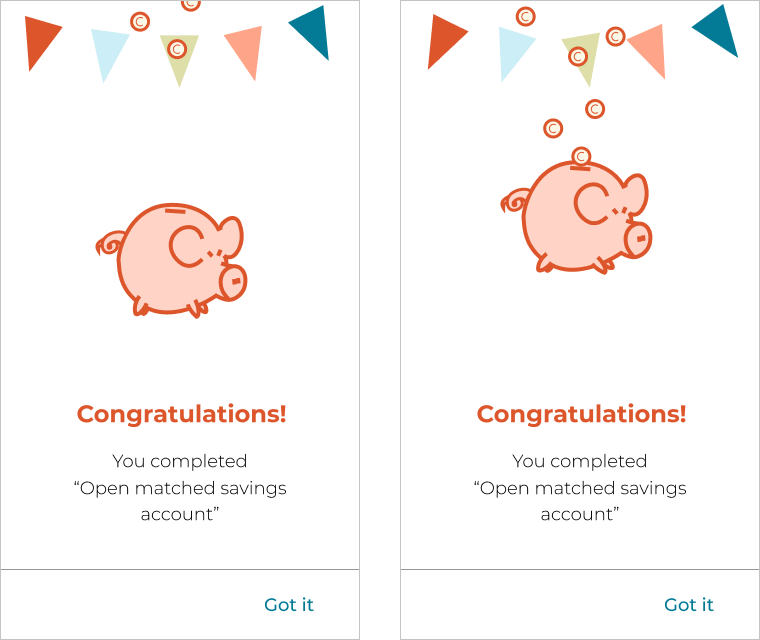 Congratulations!
You completed
“Open matched savings
account”
Got it
Congratulations!
You completed
“Open matched savings
account”
Got it